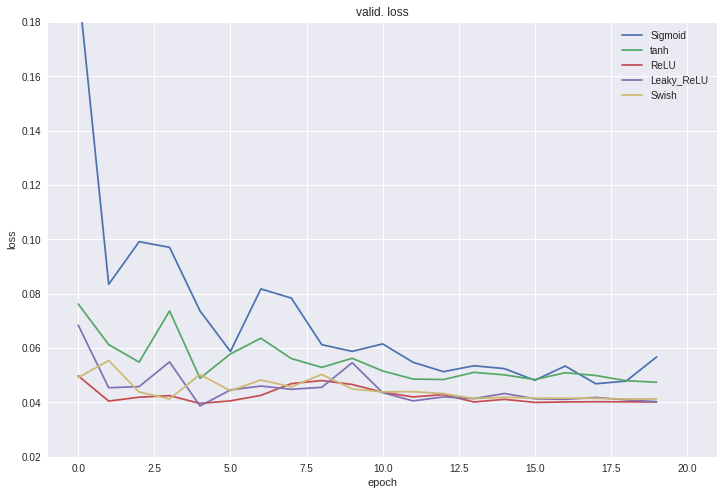 valid. loss
0.18
0.16
0.14
0.12
0.10
0.08
0.06
0.04
0.02
loss
Sigmoid
tanh
ReLU
Leaky_ReLU
Swish
0.0 2.5 5.0 7.5 10.0 12.5 15.0 17.5 20.0
epoch